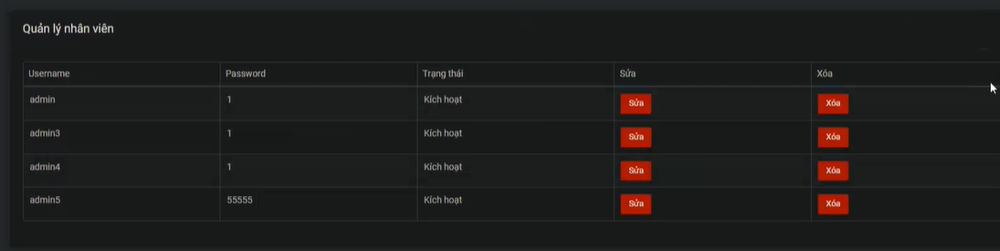 Quản lý nhân viên
Username Password Trạng thái Sửa Xóa
admin 1 Kích hoạt Sửa Xóa
admin3 1 Kích hoạt Sửa Xóa
admin4 1 Kích hoạt Sửa Xóa
admin5 55555 Kích hoạt Sửa Xóa